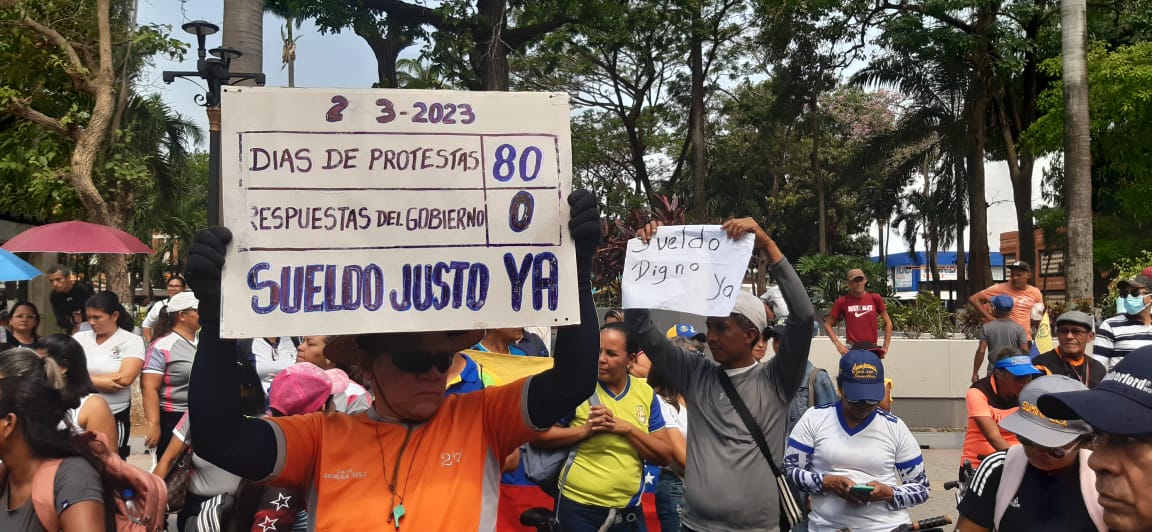 2 3-2023
DIAS DE PROTESTAS 80
RESPUESTAS DEL GOBIERNO 0
SUELDO JUSTO YA
Sueldo
Digno
Ya